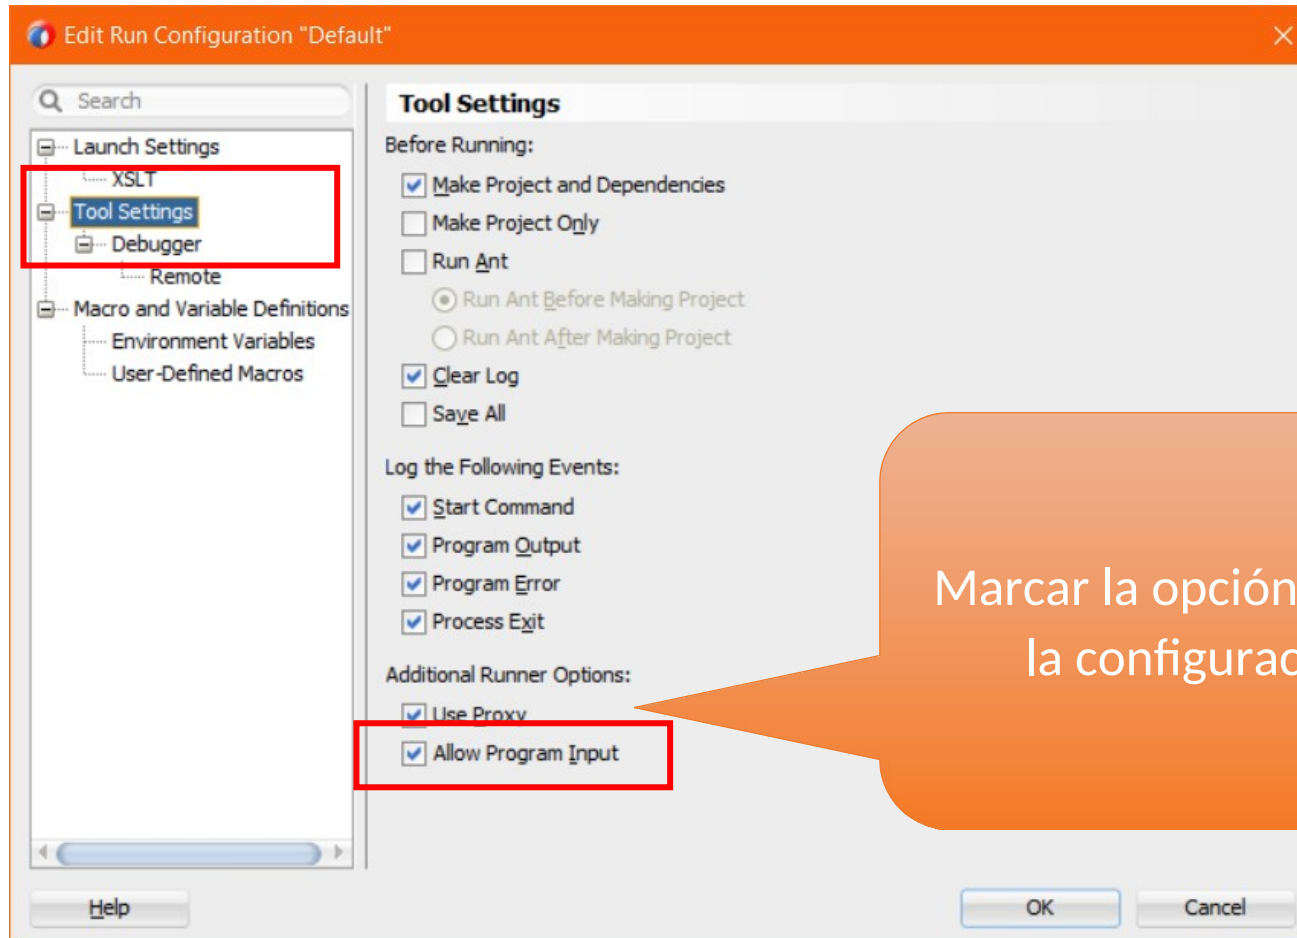 Edit Run Configuration "Default"
Search
Launch Settings
XSLT
Tool Settings
Debugger
Remote
Macro and Variable Definitions
Environment Variables
User-Defined Macros
Tool Settings
Before Running:
Make Project and Dependencies
Make Project Only
Run Ant
Run Ant Before Making Project
Run Ant After Making Project
Clear Log
Save All
Log the Following Events:
Start Command
Program Output
Program Error
Process Exit
Additional Runner Options:
Use Proxy
Allow Program Input
Marcar la opción
la configurac
Help
OK
Cancel